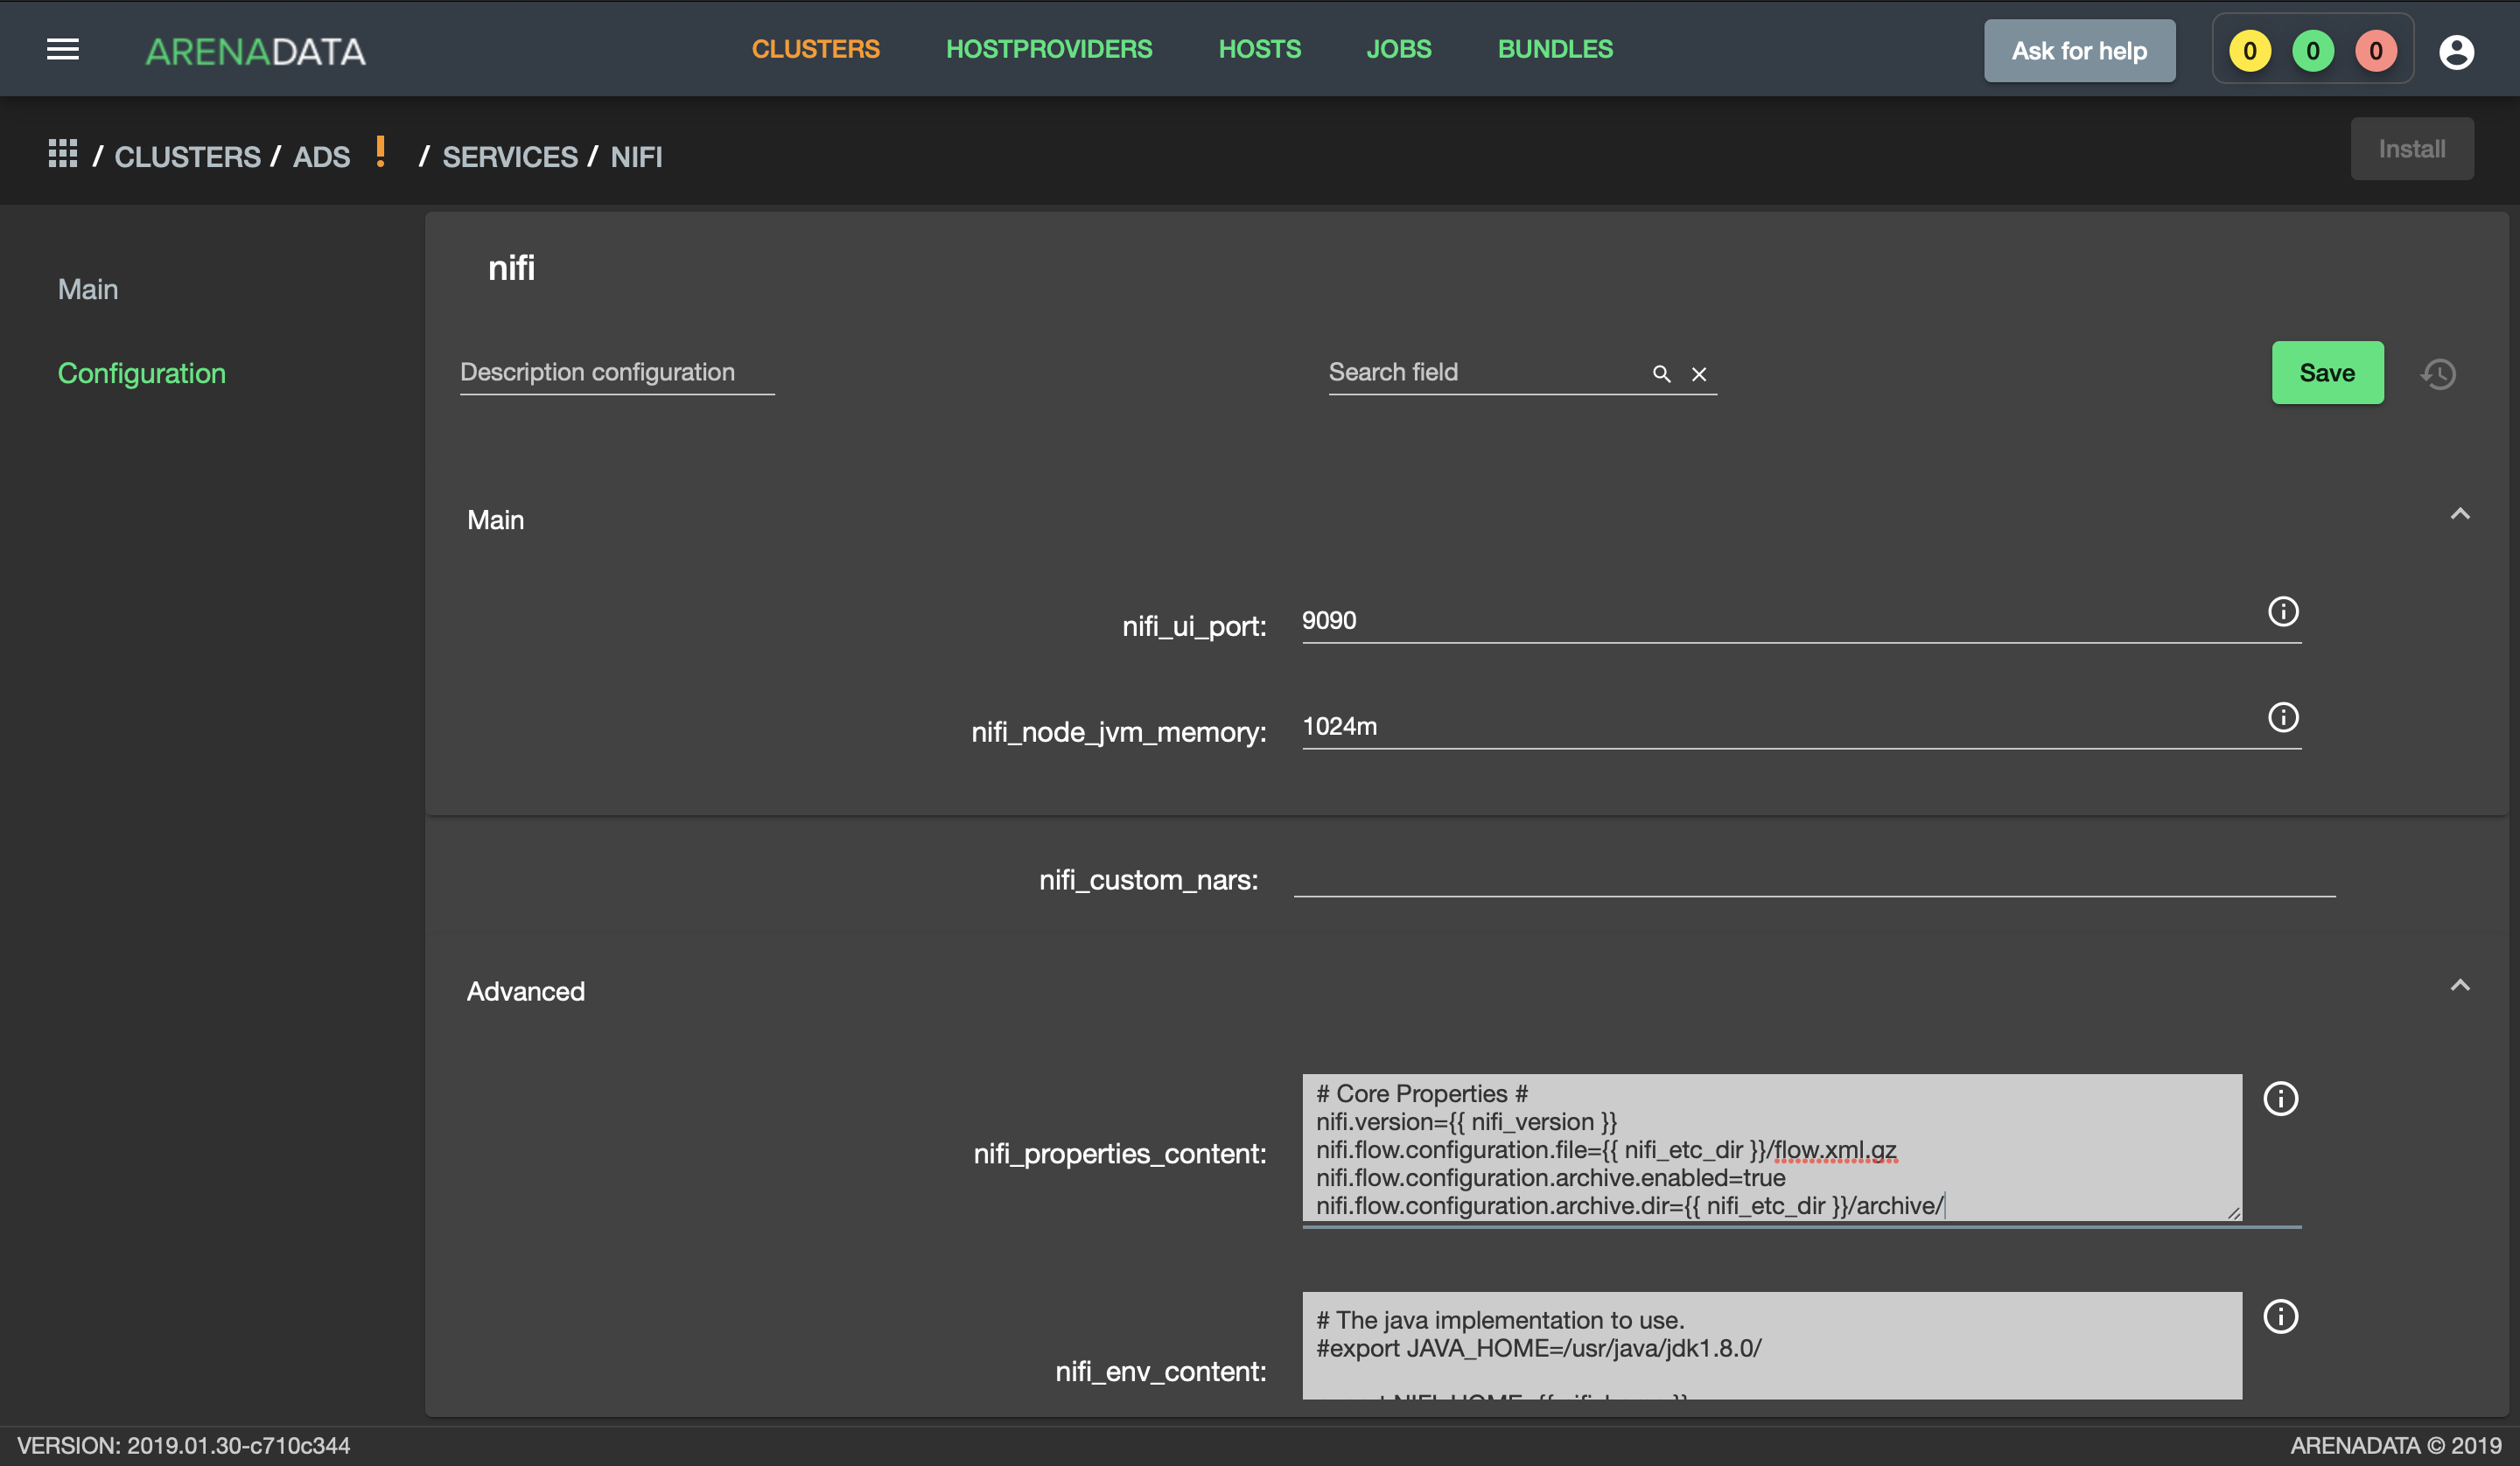 ARENADATA
CLUSTERS HOSTPROVIDERS HOSTS JOBS BUNDLES
Ask for help
0 0 0
/ CLUSTERS / ADS ! / SERVICES / NIFI
Install
Main
Configuration
nifi
Description configuration
Search field
Save
Main
nifi_ui_port: 9090
nifi_node_jvm_memory: 1024m
nifi_custom_nars:
Advanced
nifi_properties_content:
# Core Properties #
nifi.version={{ nifi_version }}
nifi.flow.configuration.file={{ nifi_etc_dir }}/flow.xml.gz
nifi.flow.configuration.archive.enabled=true
nifi.flow.configuration.archive.dir={{ nifi_etc_dir }}/archive/
nifi_env_content:
# The java implementation to use.
#export JAVA_HOME=/usr/java/jdk1.8.0/
VERSION: 2019.01.30-c710c344
ARENADATA © 2019